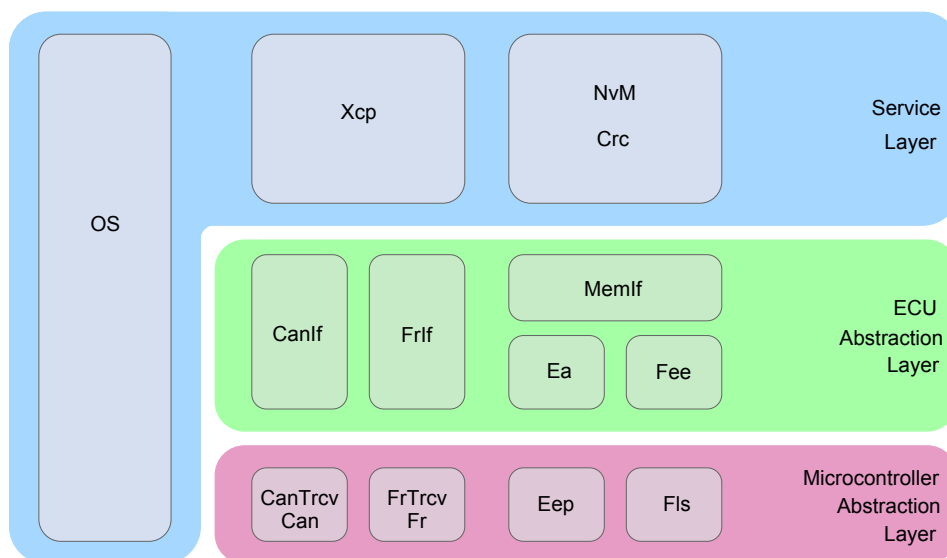 OS
Xcp
NvM
Crc
Service
Layer
CanIf
FrIf
MemIf
Ea
Fee
ECU
Abstraction
Layer
CanTrcv
Can
FrTrcv
Fr
Eep
Fls
Microcontroller
Abstraction
Layer